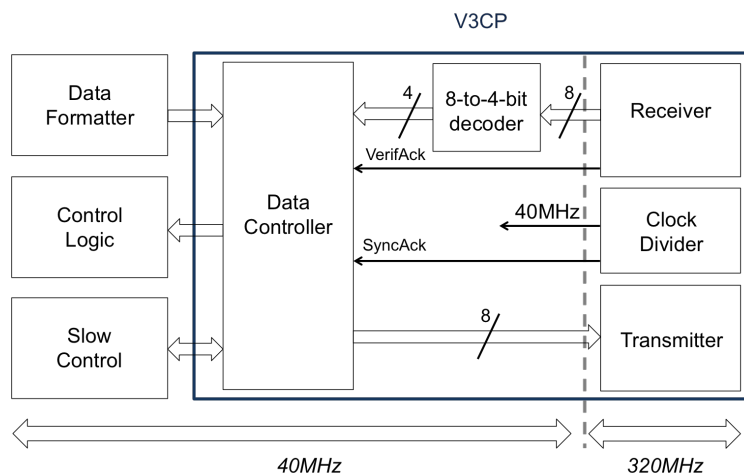 V3CP
Data
Formatter
Control
Logic
Slow
Control
Data
Controller
4
8-to-4-bit
decoder
8
Receiver
VerifAck
40MHz
Clock
Divider
SyncAck
8
Transmitter
40MHz
320MHz